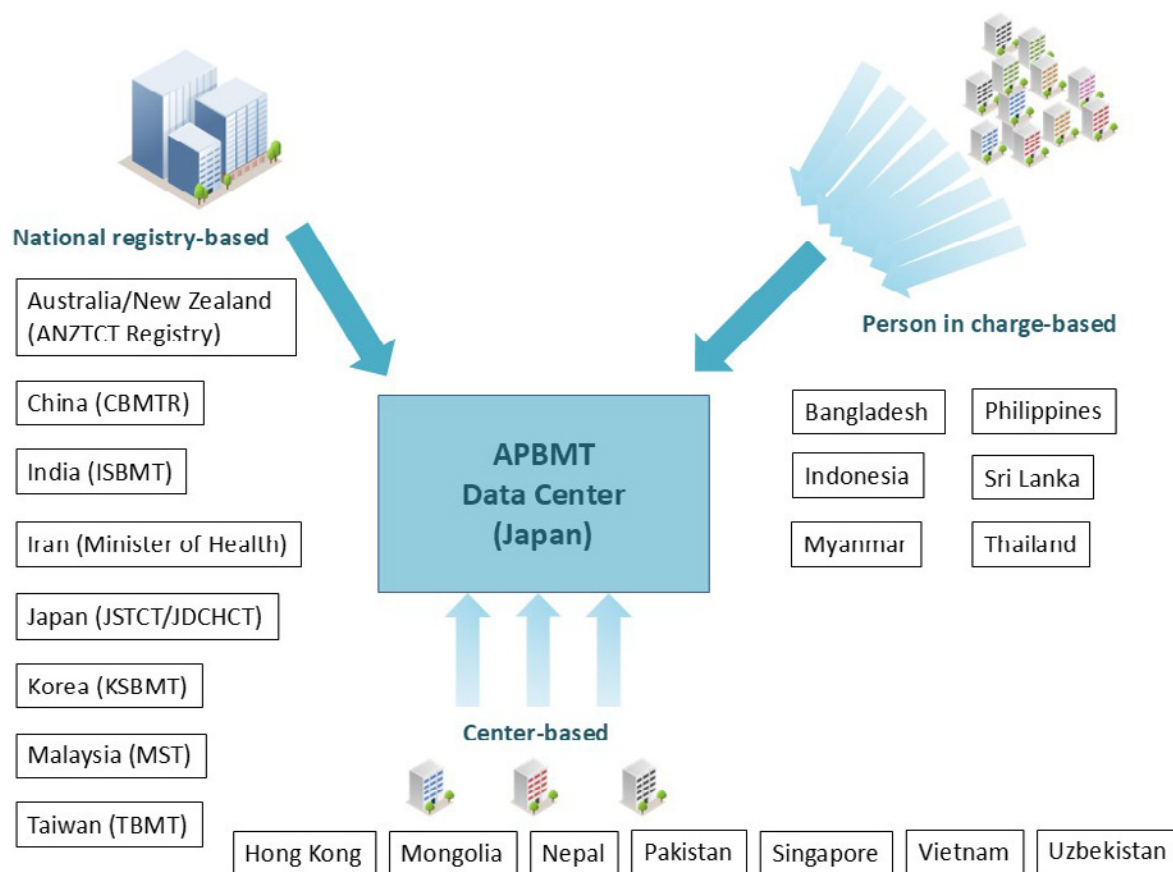 National registry-based
Australia/New Zealand
(ANZTCT Registry)
China (CBMTR)
India (ISBMT)
Iran (Minister of Health)
Japan (JSTCT/JDCHCT)
Korea (KSBMT)
Malaysia (MST)
Taiwan (TBMT)
APBMT
Data Center
(Japan)
Person in charge-based
Bangladesh
Philippines
Indonesia
Sri Lanka
Myanmar
Thailand
Center-based
Hong Kong
Mongolia
Nepal
Pakistan
Singapore
Vietnam
Uzbekistan